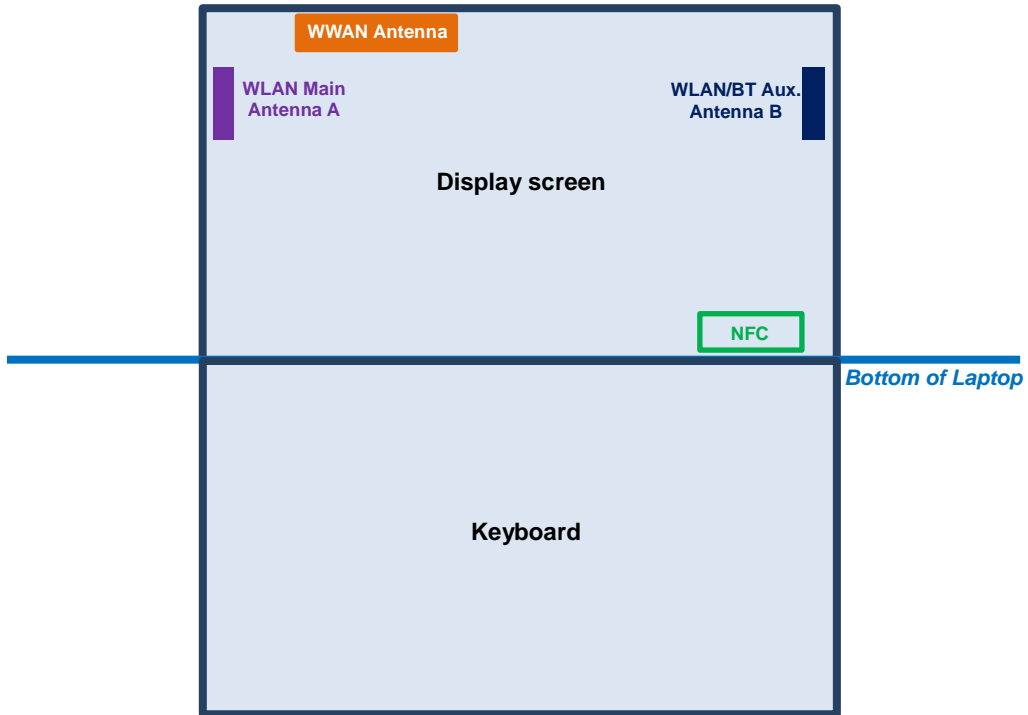 WWAN Antenna
WLAN Main
Antenna A
WLAN/BT Aux.
Antenna B
Display screen
NFC
Bottom of Laptop
Keyboard